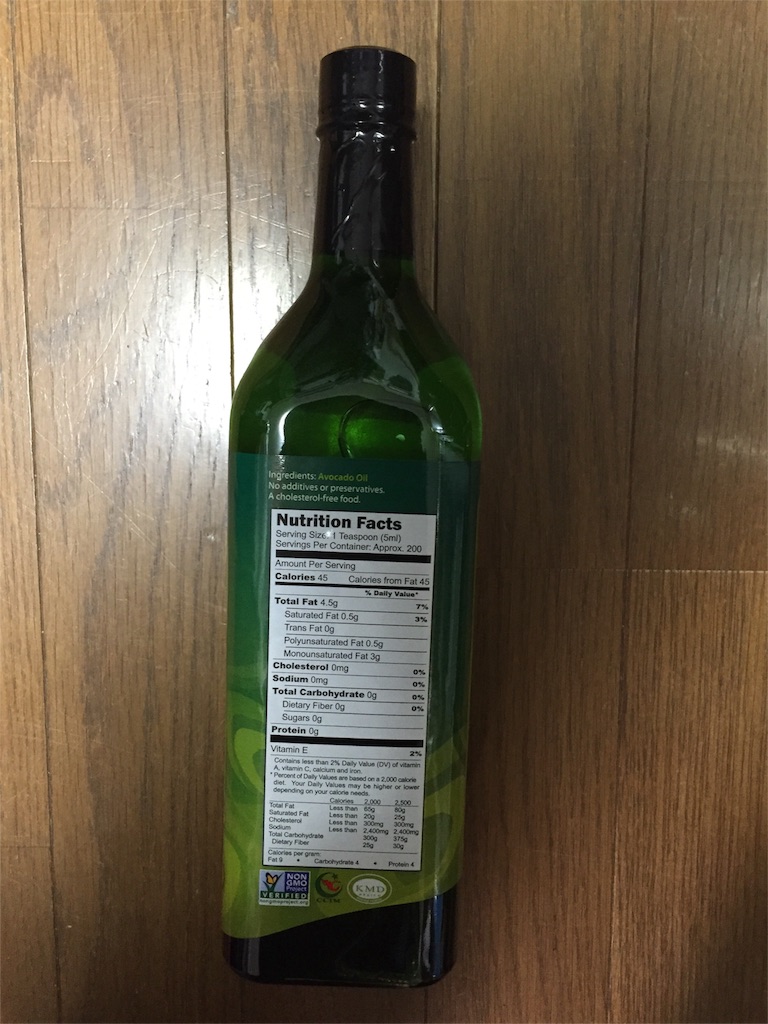 Ingredients: Avocado Oil
No additives or preservatives.
A cholesterol-free food.
Nutrition Facts
Serving Size 1 Teaspoon (5ml)
Servings Per Container: Approx. 200
Amount Per Serving
Calories 45 Calories from Fat 45
% Daily Value*
Total Fat 4.5g 7%
Saturated Fat 0.5g 3%
Trans Fat 0g
Polyunsaturated Fat 0.5g
Monounsaturated Fat 3g
Cholesterol 0mg 0%
Sodium 0mg 0%
Total Carbohydrate 0g 0%
Dietary Fiber 0g 0%
Sugars 0g
Protein 0g
Vitamin E 2%
Contains less than 2% Daily Value (DV) of vitamin
A, vitamin C, calcium and iron.
* Percent of Daily Values are based on a 2,000 calorie
diet. Your Daily Values may be higher or lower
depending on your calorie needs.
Calories 2,000 2,500
Total Fat Less than 65g 80g
Saturated Fat Less than 20g 25g
Cholesterol Less than 300mg 300mg
Sodium Less than 2,400mg 2,400mg
Total Carbohydrate 300g 375g
Dietary Fiber 25g 30g
Calories per gram:
Fat 9 • Carbohydrate 4 • Protein 4
NON
GMO
Project
VERIFIED
nongmoproject.org
KMD
MEXICO